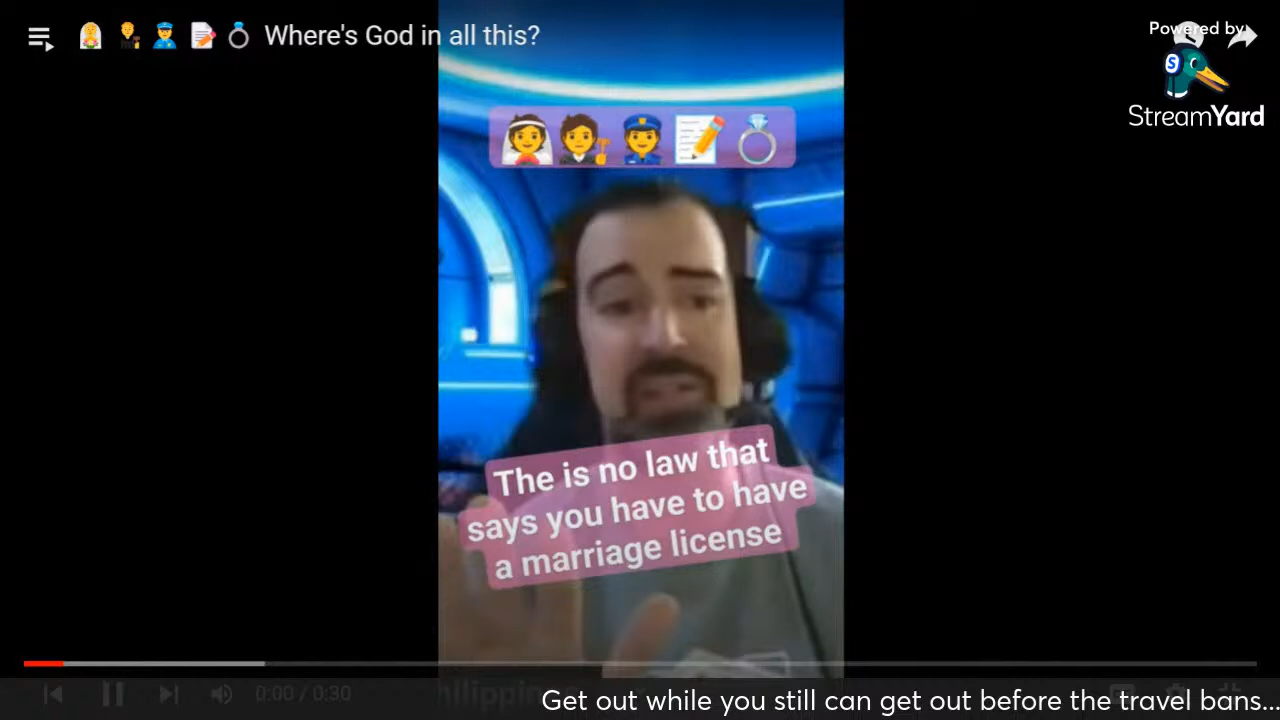 Where's God in all this?
Powered by
StreamYard
The is no law that
says you have to have
a marriage license
0:00 / 0:30
Get out while you still can get out before the travel bans...